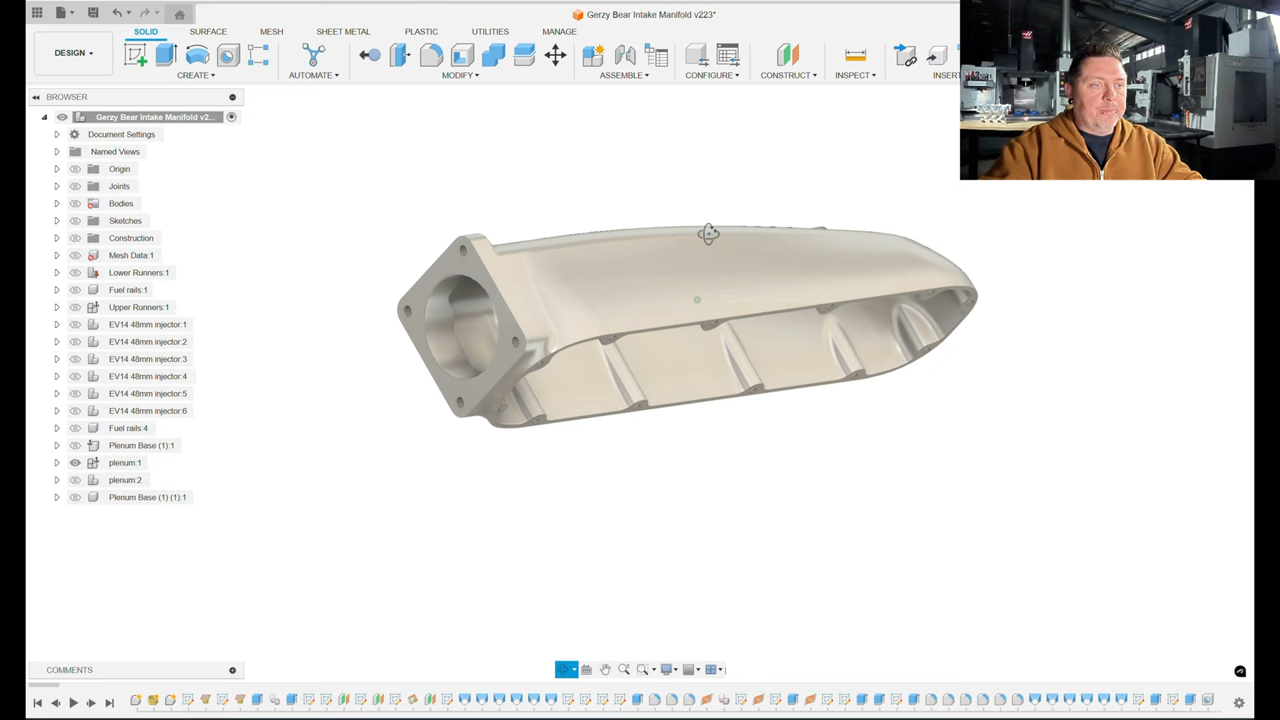 Gerzy Bear Intake Manifold v223*
DESIGN
SOLID
SURFACE
MESH
SHEET METAL
PLASTIC
UTILITIES
MANAGE
CREATE
AUTOMATE
MODIFY
ASSEMBLE
CONFIGURE
CONSTRUCT
INSPECT
INSERT
BROWSER
Gerzy Bear Intake Manifold v2...
Document Settings
Named Views
Origin
Joints
Bodies
Sketches
Construction
Mesh Data:1
Lower Runners:1
Fuel rails:1
Upper Runners:1
EV14 48mm injector:1
EV14 48mm injector:2
EV14 48mm injector:3
EV14 48mm injector:4
EV14 48mm injector:5
EV14 48mm injector:6
Fuel rails:4
Plenum Base (1):1
plenum:1
plenum:2
Plenum Base (1) (1):1
COMMENTS